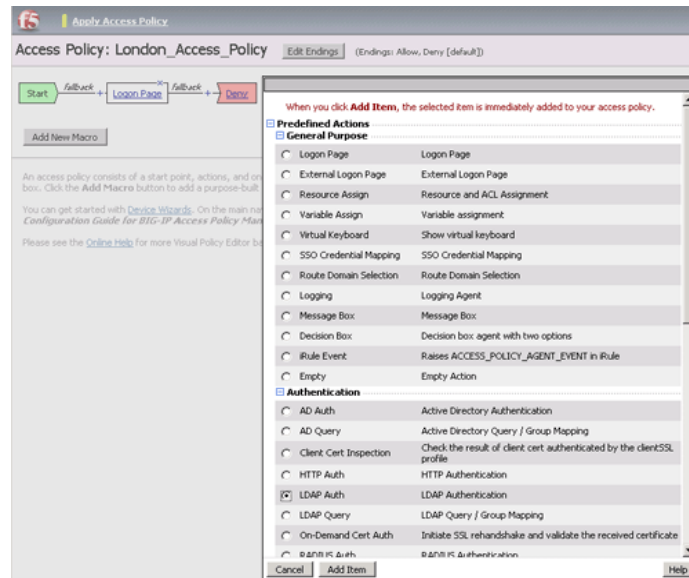 f5
Apply Access Policy
Access Policy: London_Access_Policy Edit Endings (Endings: Allow, Deny [default])
Start fallback + Logon Page fallback + Deny
Add New Macro
An access policy consists of a start point, actions, and on
box. Click the Add Macro button to add a purpose-built
You can get started with Device Wizards. On the main na
Configuration Guide for BIG-IP Access Policy Man
Please see the Online Help for more Visual Policy Editor ba
When you click Add Item, the selected item is immediately added to your access policy.
Predefined Actions
General Purpose
Logon Page Logon Page
External Logon Page External Logon Page
Resource Assign Resource and ACL Assignment
Variable Assign Variable assignment
Virtual Keyboard Show virtual keyboard
SSO Credential Mapping SSO Credential Mapping
Route Domain Selection Route Domain Selection
Logging Logging Agent
Message Box Message Box
Decision Box Decision box agent with two options
iRule Event Raises ACCESS_POLICY_AGENT_EVENT in iRule
Empty Empty Action
Authentication
AD Auth Active Directory Authentication
AD Query Active Directory Query / Group Mapping
Client Cert Inspection Check the result of client cert authenticated by the clientSSL
profile
HTTP Auth HTTP Authentication
LDAP Auth LDAP Authentication
LDAP Query LDAP Query / Group Mapping
On-Demand Cert Auth Initiate SSL rehandshake and validate the received certificate
RADIUS Auth RADIUS Authentication
Cancel Add Item Help